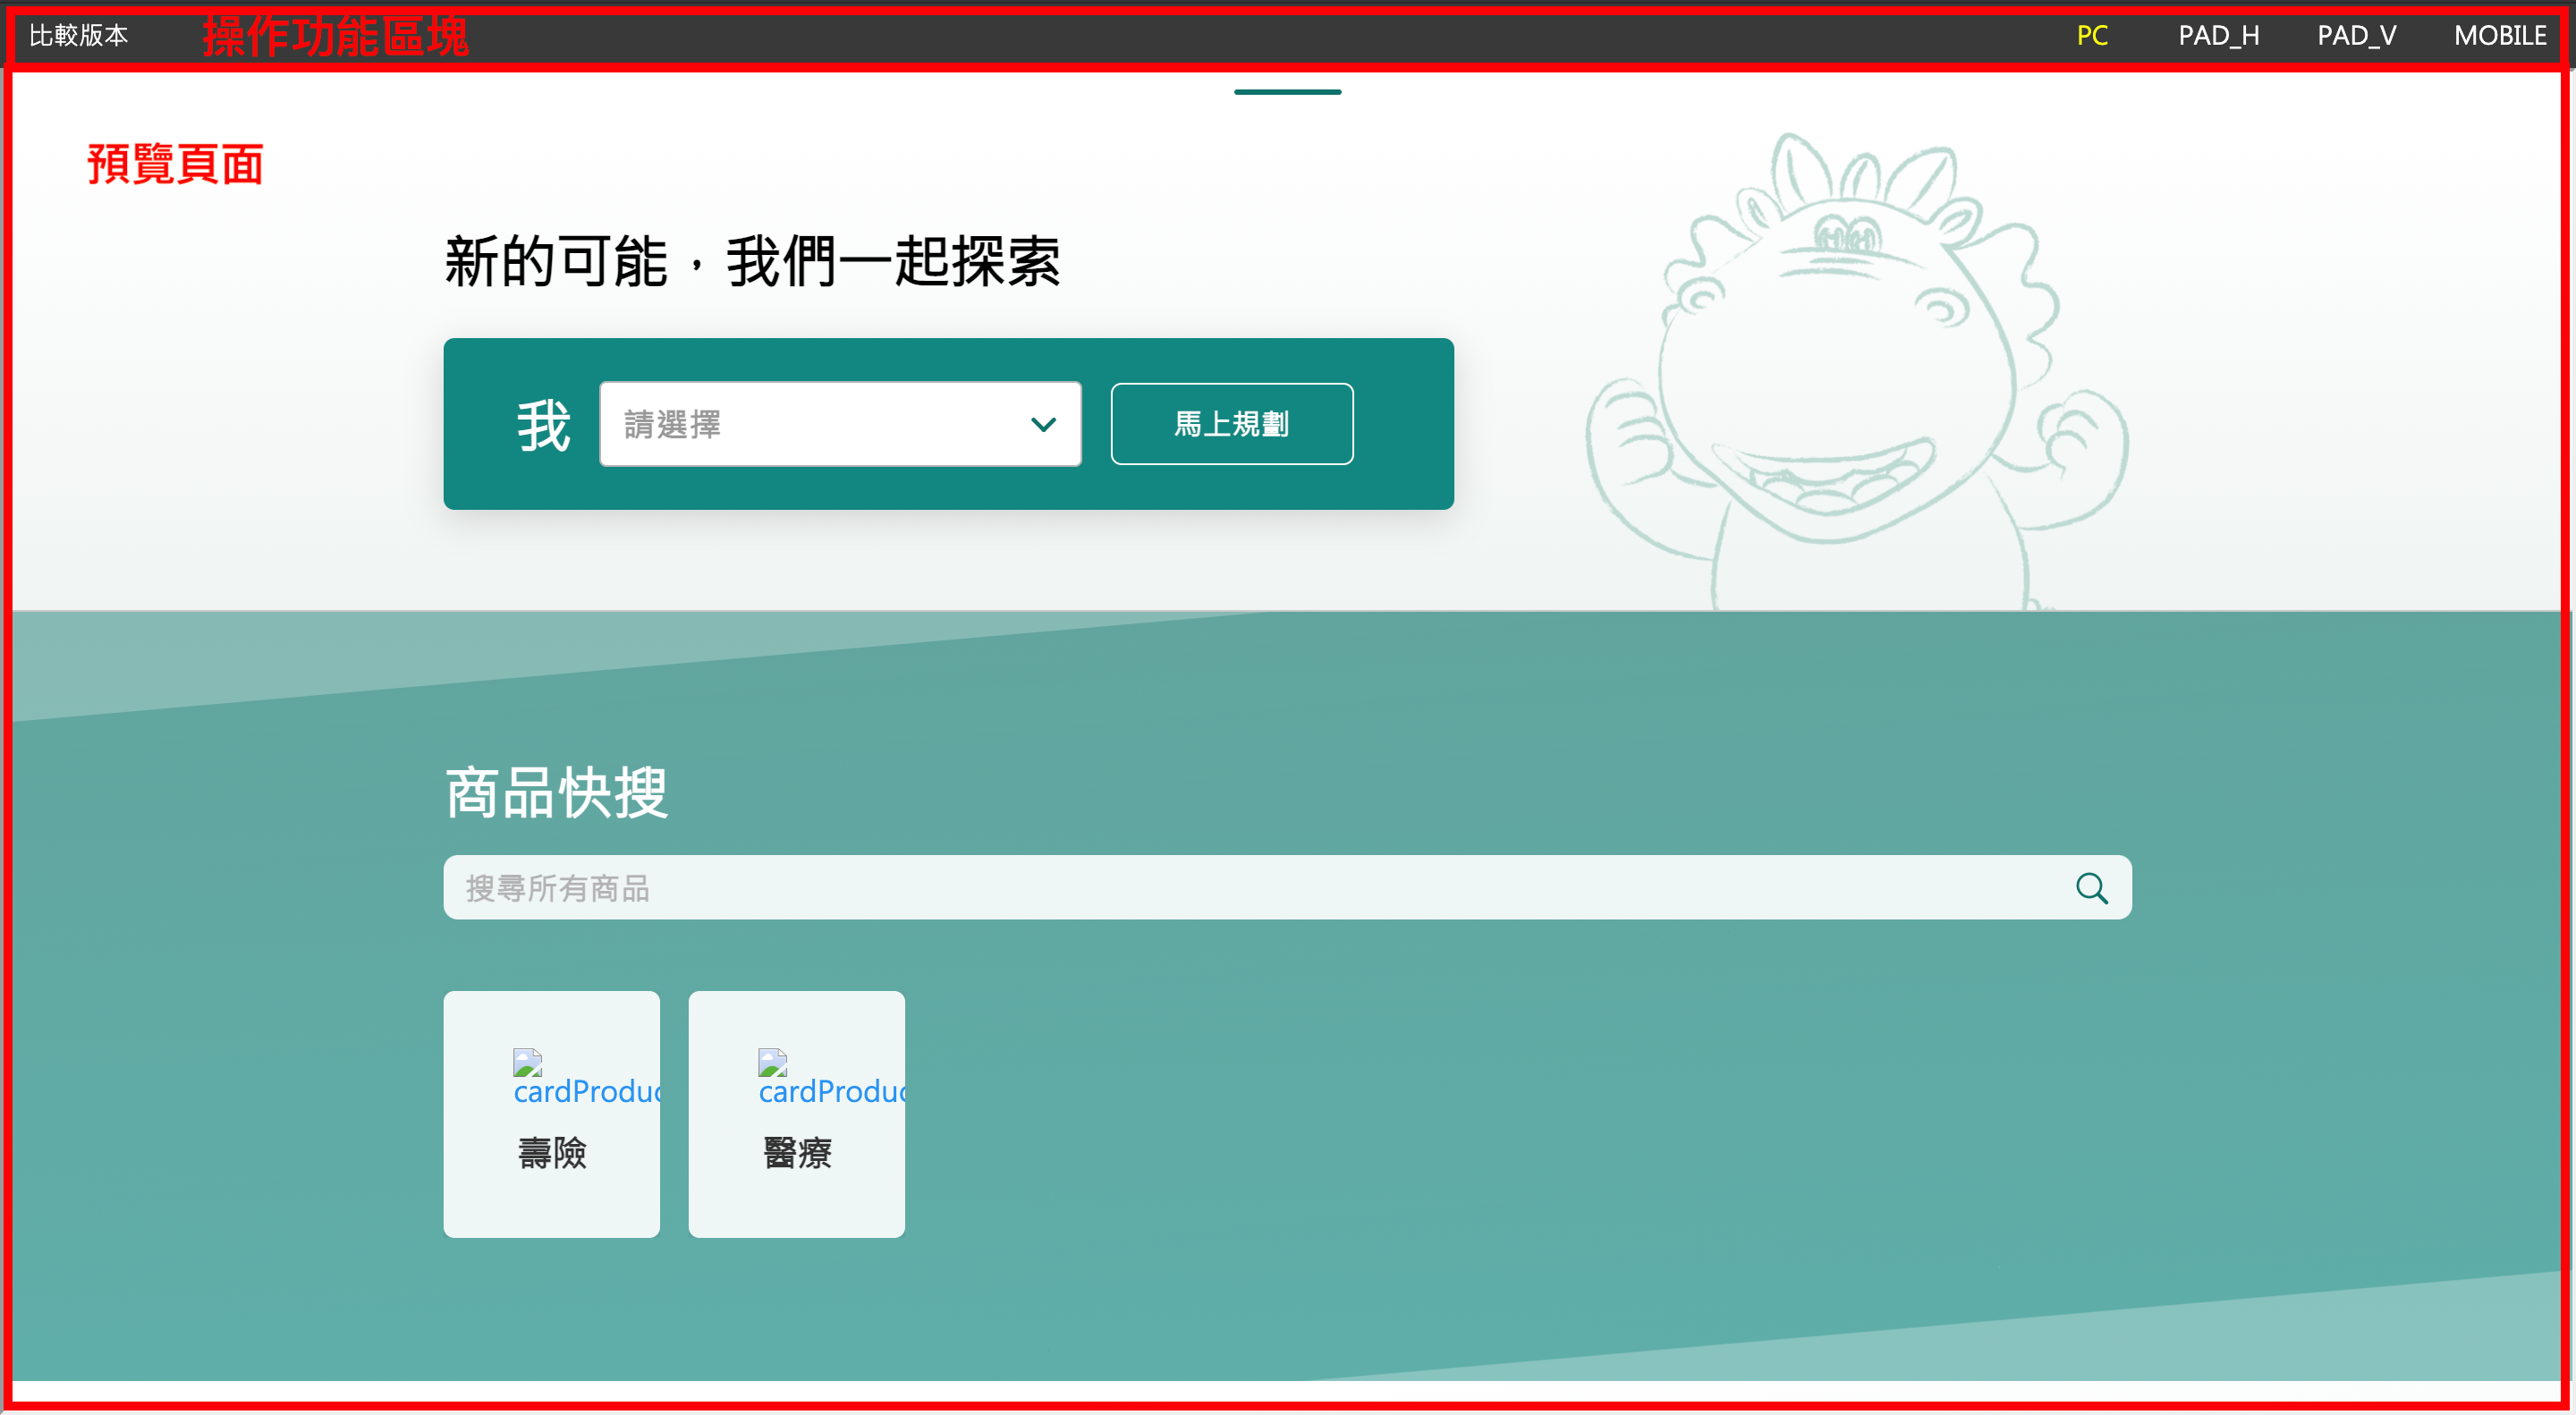 比較版本 操作功能區塊 PC PAD_H PAD_V MOBILE
預覽頁面
新的可能，我們一起探索
我 請選擇 馬上規劃
商品快搜
搜尋所有商品
cardProduc cardProduc
壽險 醫療